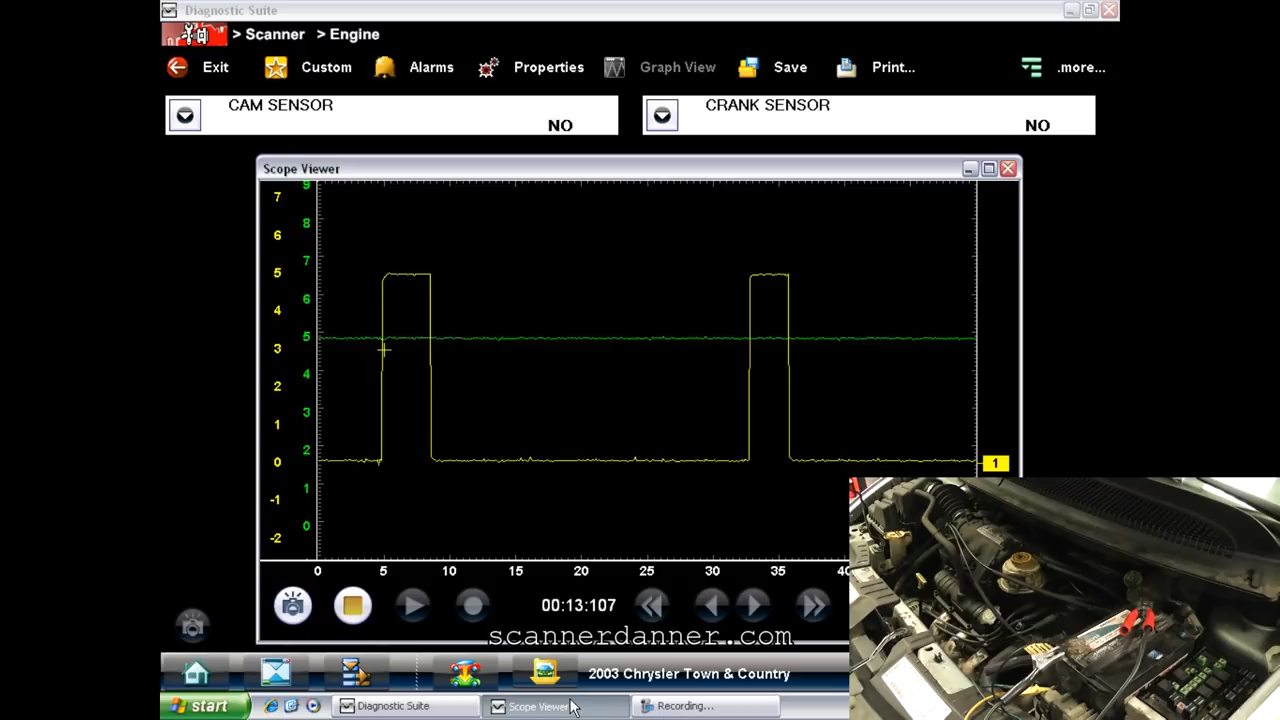 Diagnostic Suite
> Scanner > Engine
Exit Custom Alarms Properties Graph View Save Print... .more...
CAM SENSOR
NO
CRANK SENSOR
NO
Scope Viewer
9
7
8
6
7
5
6
4
5
3
4
2
3
1
2
0
1
-1
0
-2
1
0 5 10 15 20 25 30 35 40
00:13:107
scannerdanner.com
2003 Chrysler Town & Country
start Diagnostic Suite Scope Viewer Recording...